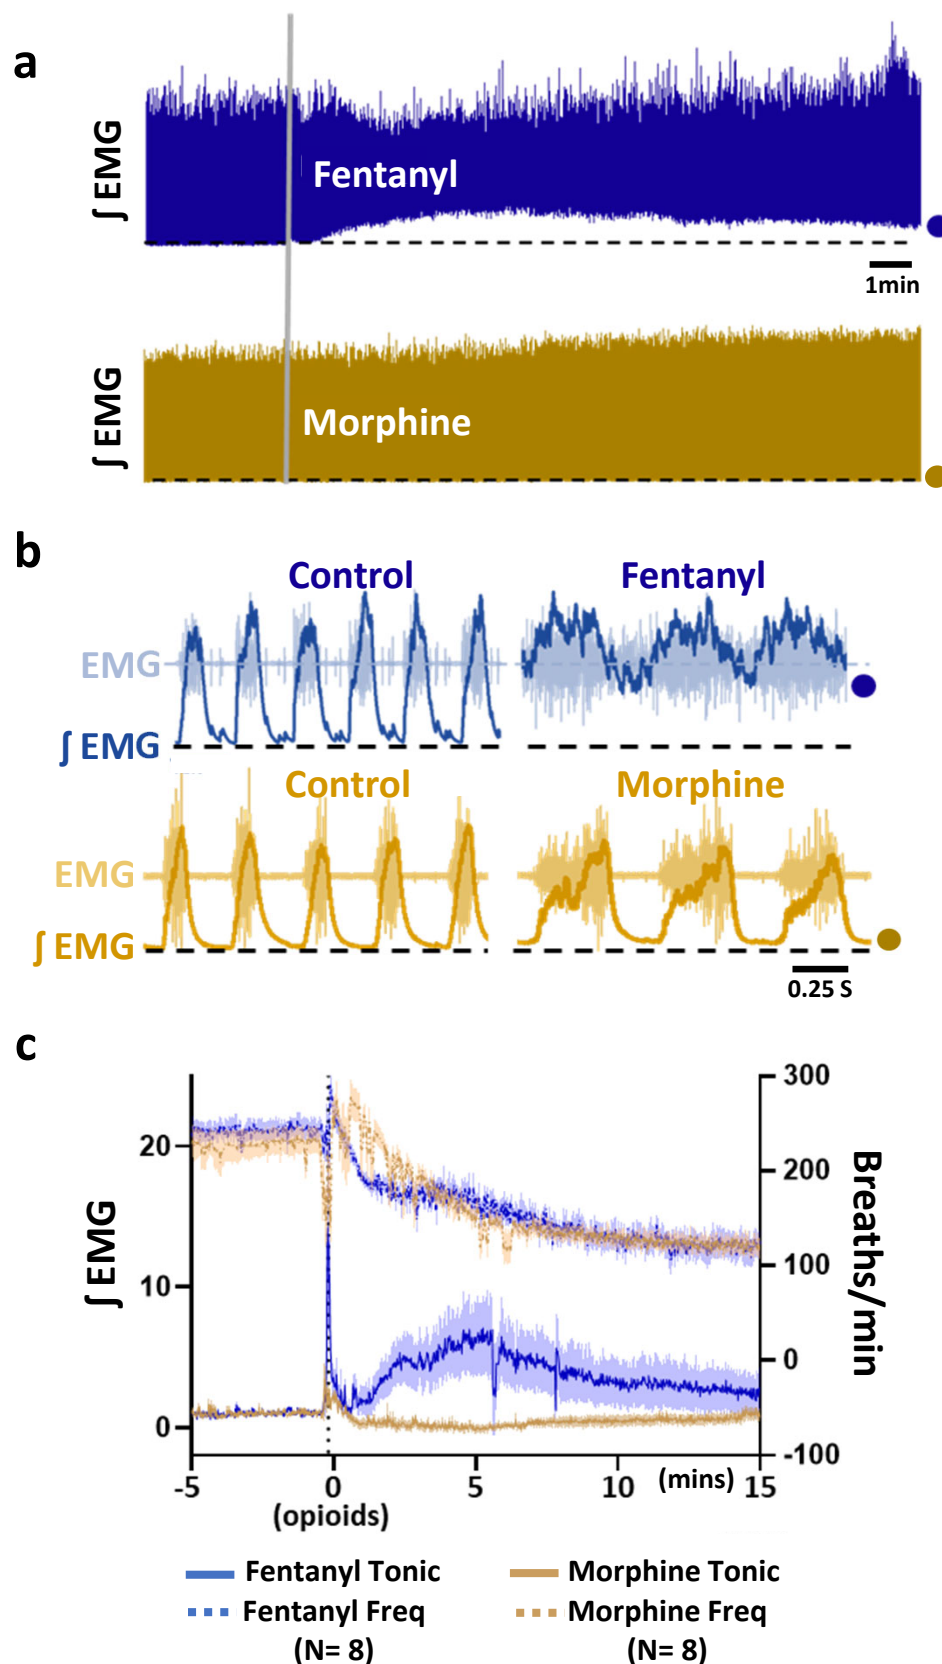 a
∫ EMG
Fentanyl
1min
∫ EMG
Morphine
b
Control Fentanyl
EMG
∫ EMG
Control Morphine
EMG
∫ EMG
0.25 S
c
∫ EMG
20
10
0
300
200
100
0
-100
Breaths/min
-5 0 5 10 (mins) 15
(opioids)
Fentanyl Tonic Morphine Tonic
Fentanyl Freq Morphine Freq
(N= 8) (N= 8)